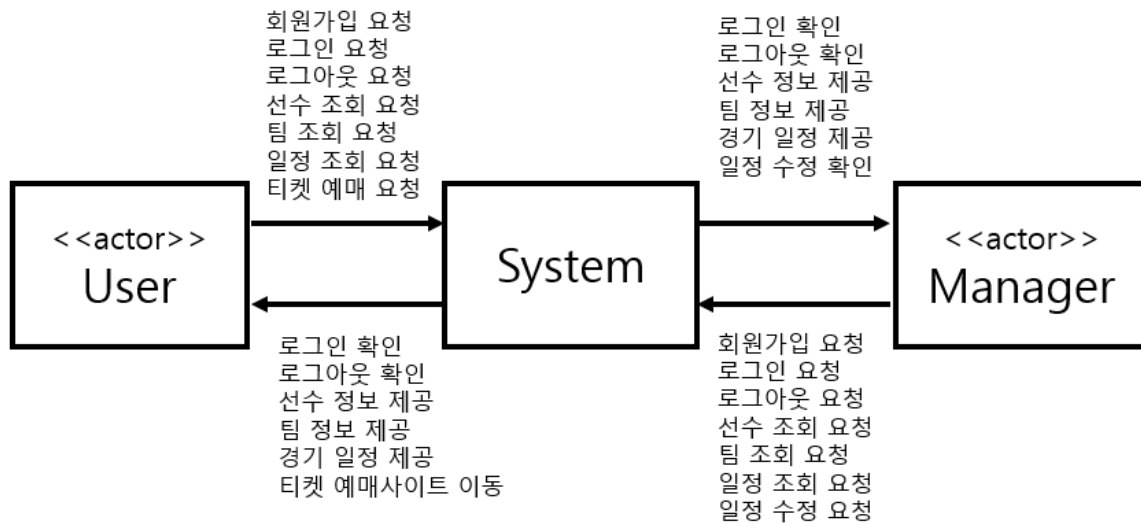 회원가입 요청
로그인 요청
로그아웃 요청
선수 조회 요청
팀 조회 요청
일정 조회 요청
티켓 예매 요청
로그인 확인
로그아웃 확인
선수 정보 제공
팀 정보 제공
경기 일정 제공
일정 수정 확인
<<actor>>
User
System
<<actor>>
Manager
로그인 확인
로그아웃 확인
선수 정보 제공
팀 정보 제공
경기 일정 제공
티켓 예매사이트 이동
회원가입 요청
로그인 요청
로그아웃 요청
선수 조회 요청
팀 조회 요청
일정 조회 요청
일정 수정 요청